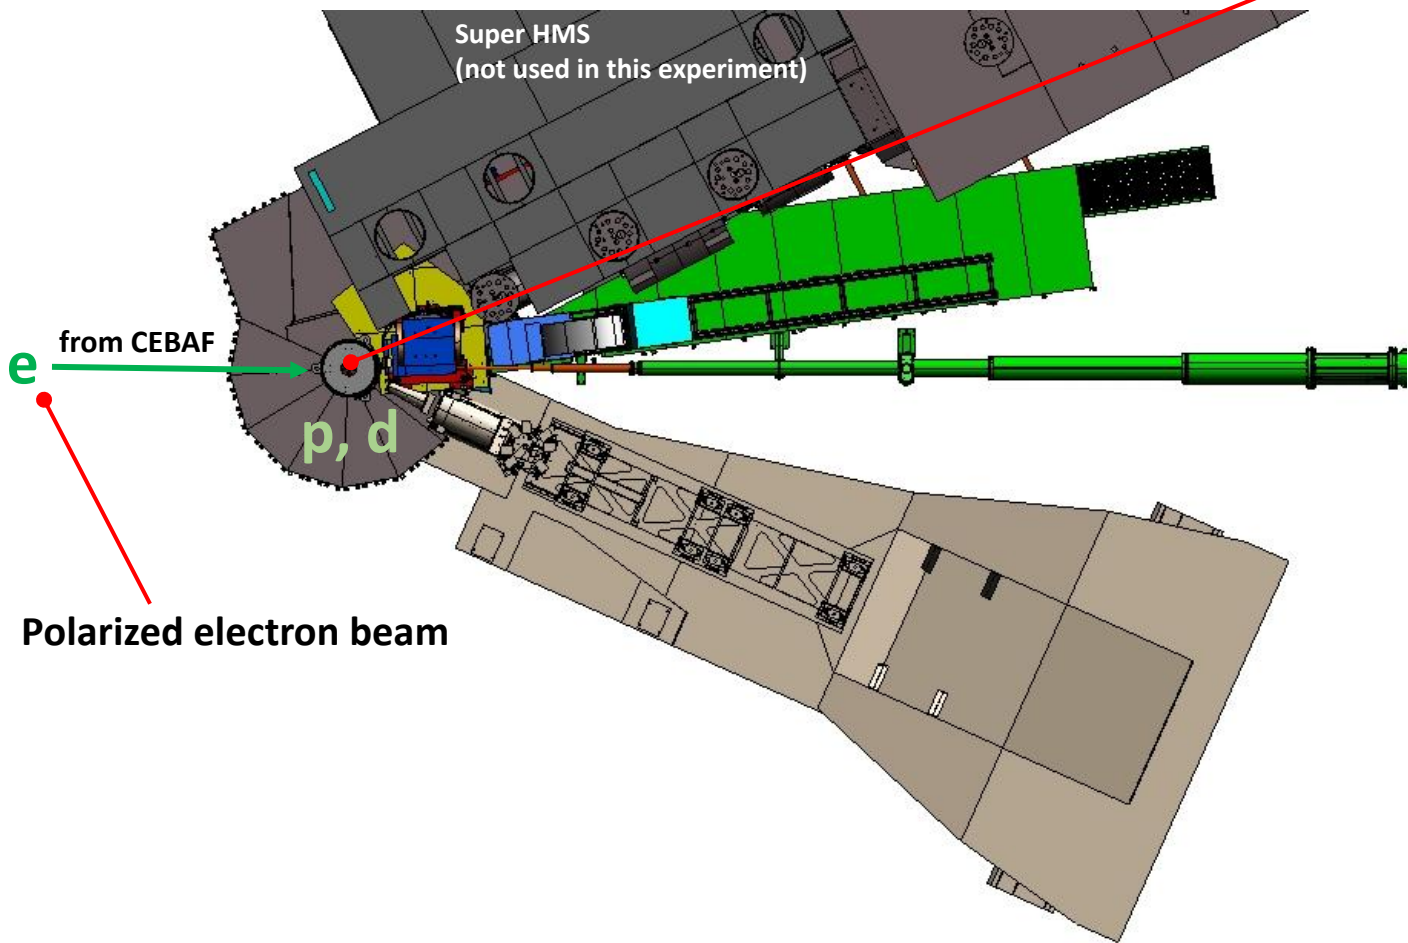 Super HMS
(not used in this experiment)
from CEBAF
e
p, d
Polarized electron beam